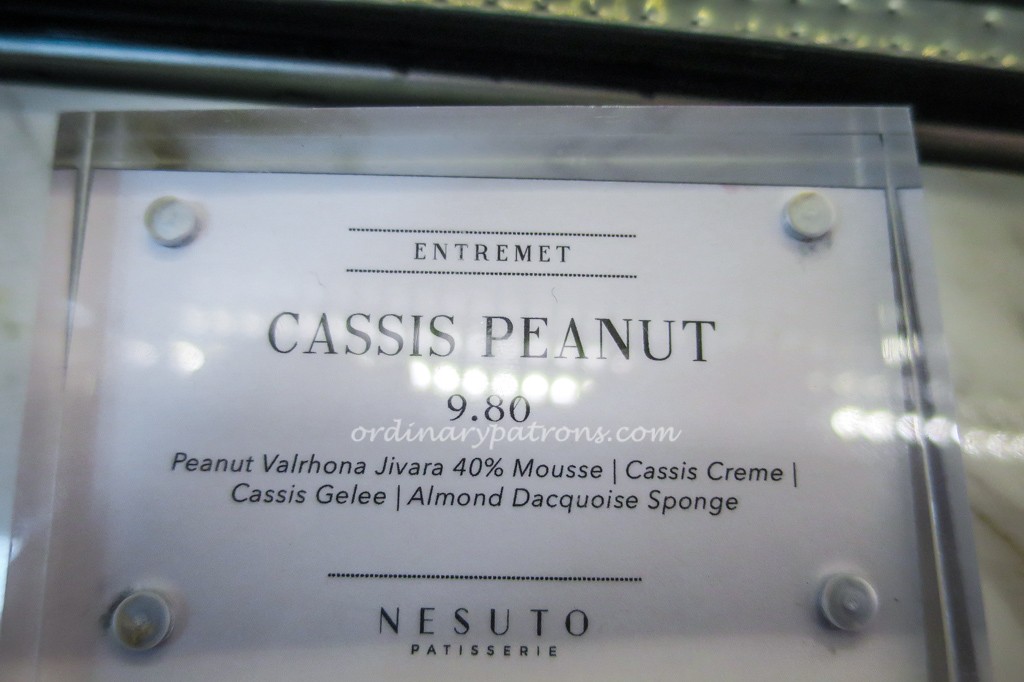 ENTREMET
CASSIS PEANUT
9.80
ordinarypatrons.com
Peanut Valrhona Jivara 40% Mousse | Cassis Creme |
Cassis Gelee | Almond Dacquoise Sponge
NESUTO
PATISSERIE